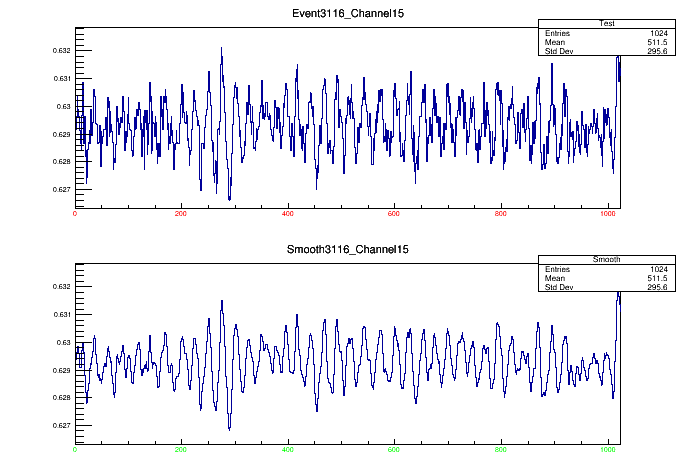 Event3116_Channel15
Test
Entries 1024
Mean 511.5
Std Dev 295.6
0.632
0.631
0.63
0.629
0.628
0.627
0 200 400 600 800 1000
Smooth3116_Channel15
Smooth
Entries 1024
Mean 511.5
Std Dev 295.6
0.632
0.631
0.63
0.629
0.628
0.627
0 200 400 600 800 1000